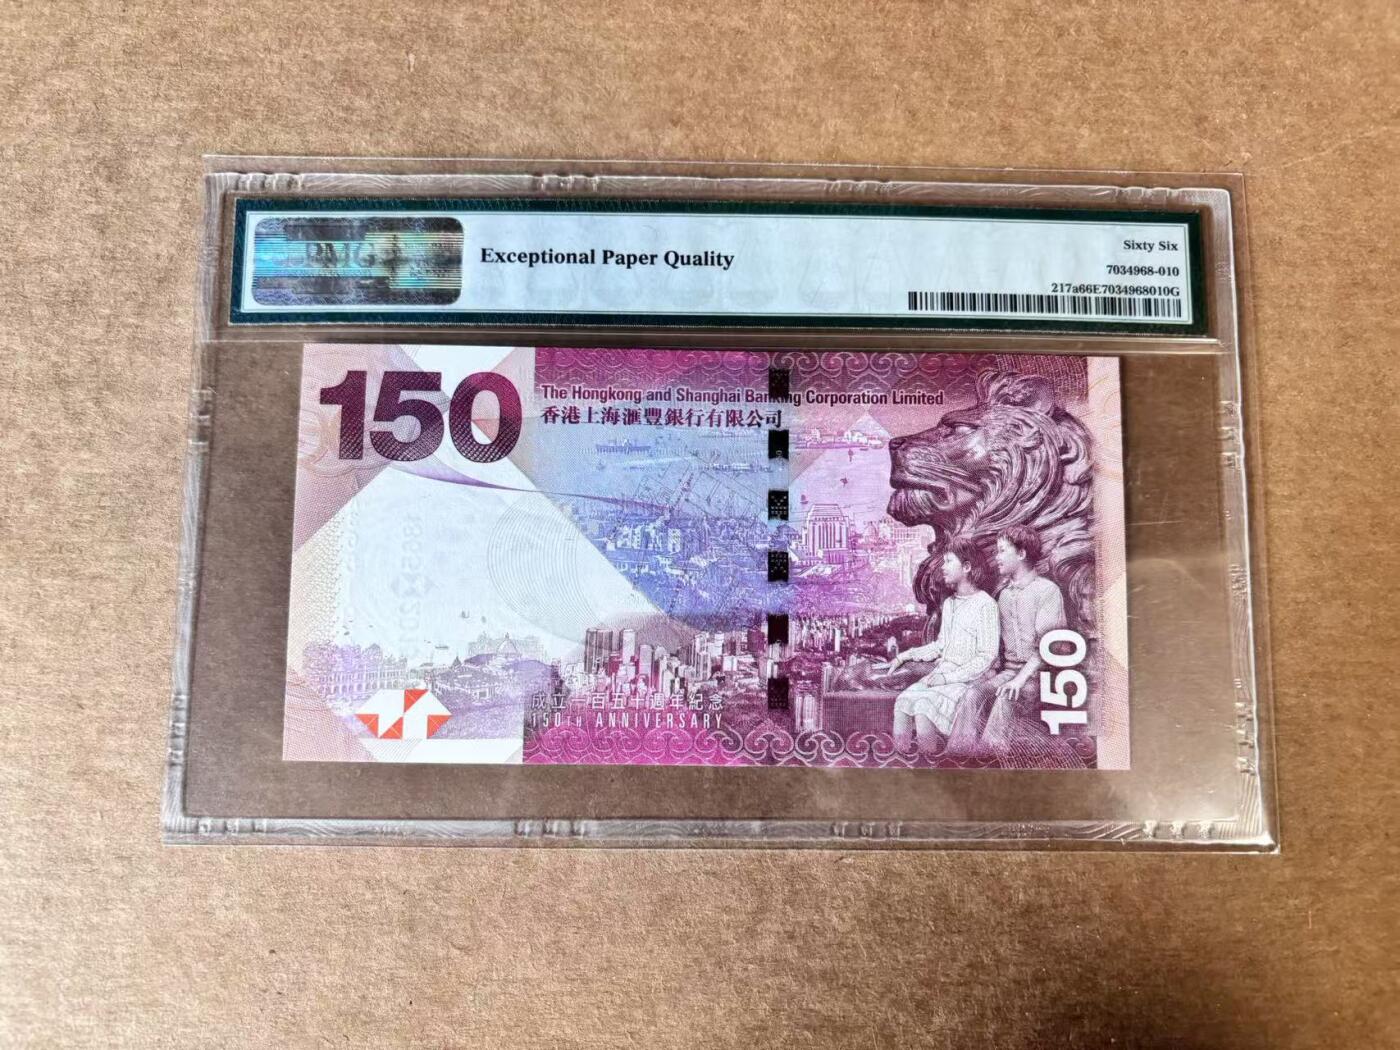 Exceptional Paper Quality
Sixty Six
7034968-010
217a66E7034968010G
150
The Hongkong and Shanghai Banking Corporation Limited
香港上海滙豐銀行有限公司
成立一百五十週年紀念
150TH ANNIVERSARY
150